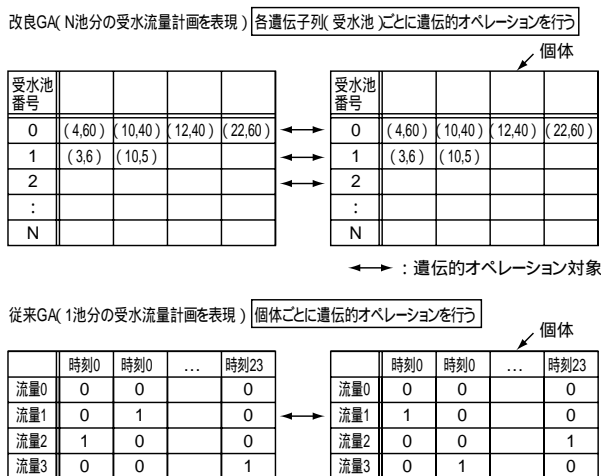 改良GA(N池分の受水流量計画を表現) 各遺伝子列(受水池)ごとに遺伝的オペレーションを行う
個体
受水池番号 受水池番号
0 (4,60) (10,40) (12,40) (22,60) 0 (4,60) (10,40) (12,40) (22,60)
1 (3,6) (10,5) 1 (3,6) (10,5)
2 2
: :
N N
:遺伝的オペレーション対象
従来GA(1池分の受水流量計画を表現) 個体ごとに遺伝的オペレーションを行う
個体
時刻0 時刻0 … 時刻23 時刻0 時刻0 … 時刻23
流量0 0 0 0 流量0 0 0 0
流量1 0 1 0 流量1 1 0 0
流量2 1 0 0 流量2 0 0 1
流量3 0 0 1 流量3 0 1 0